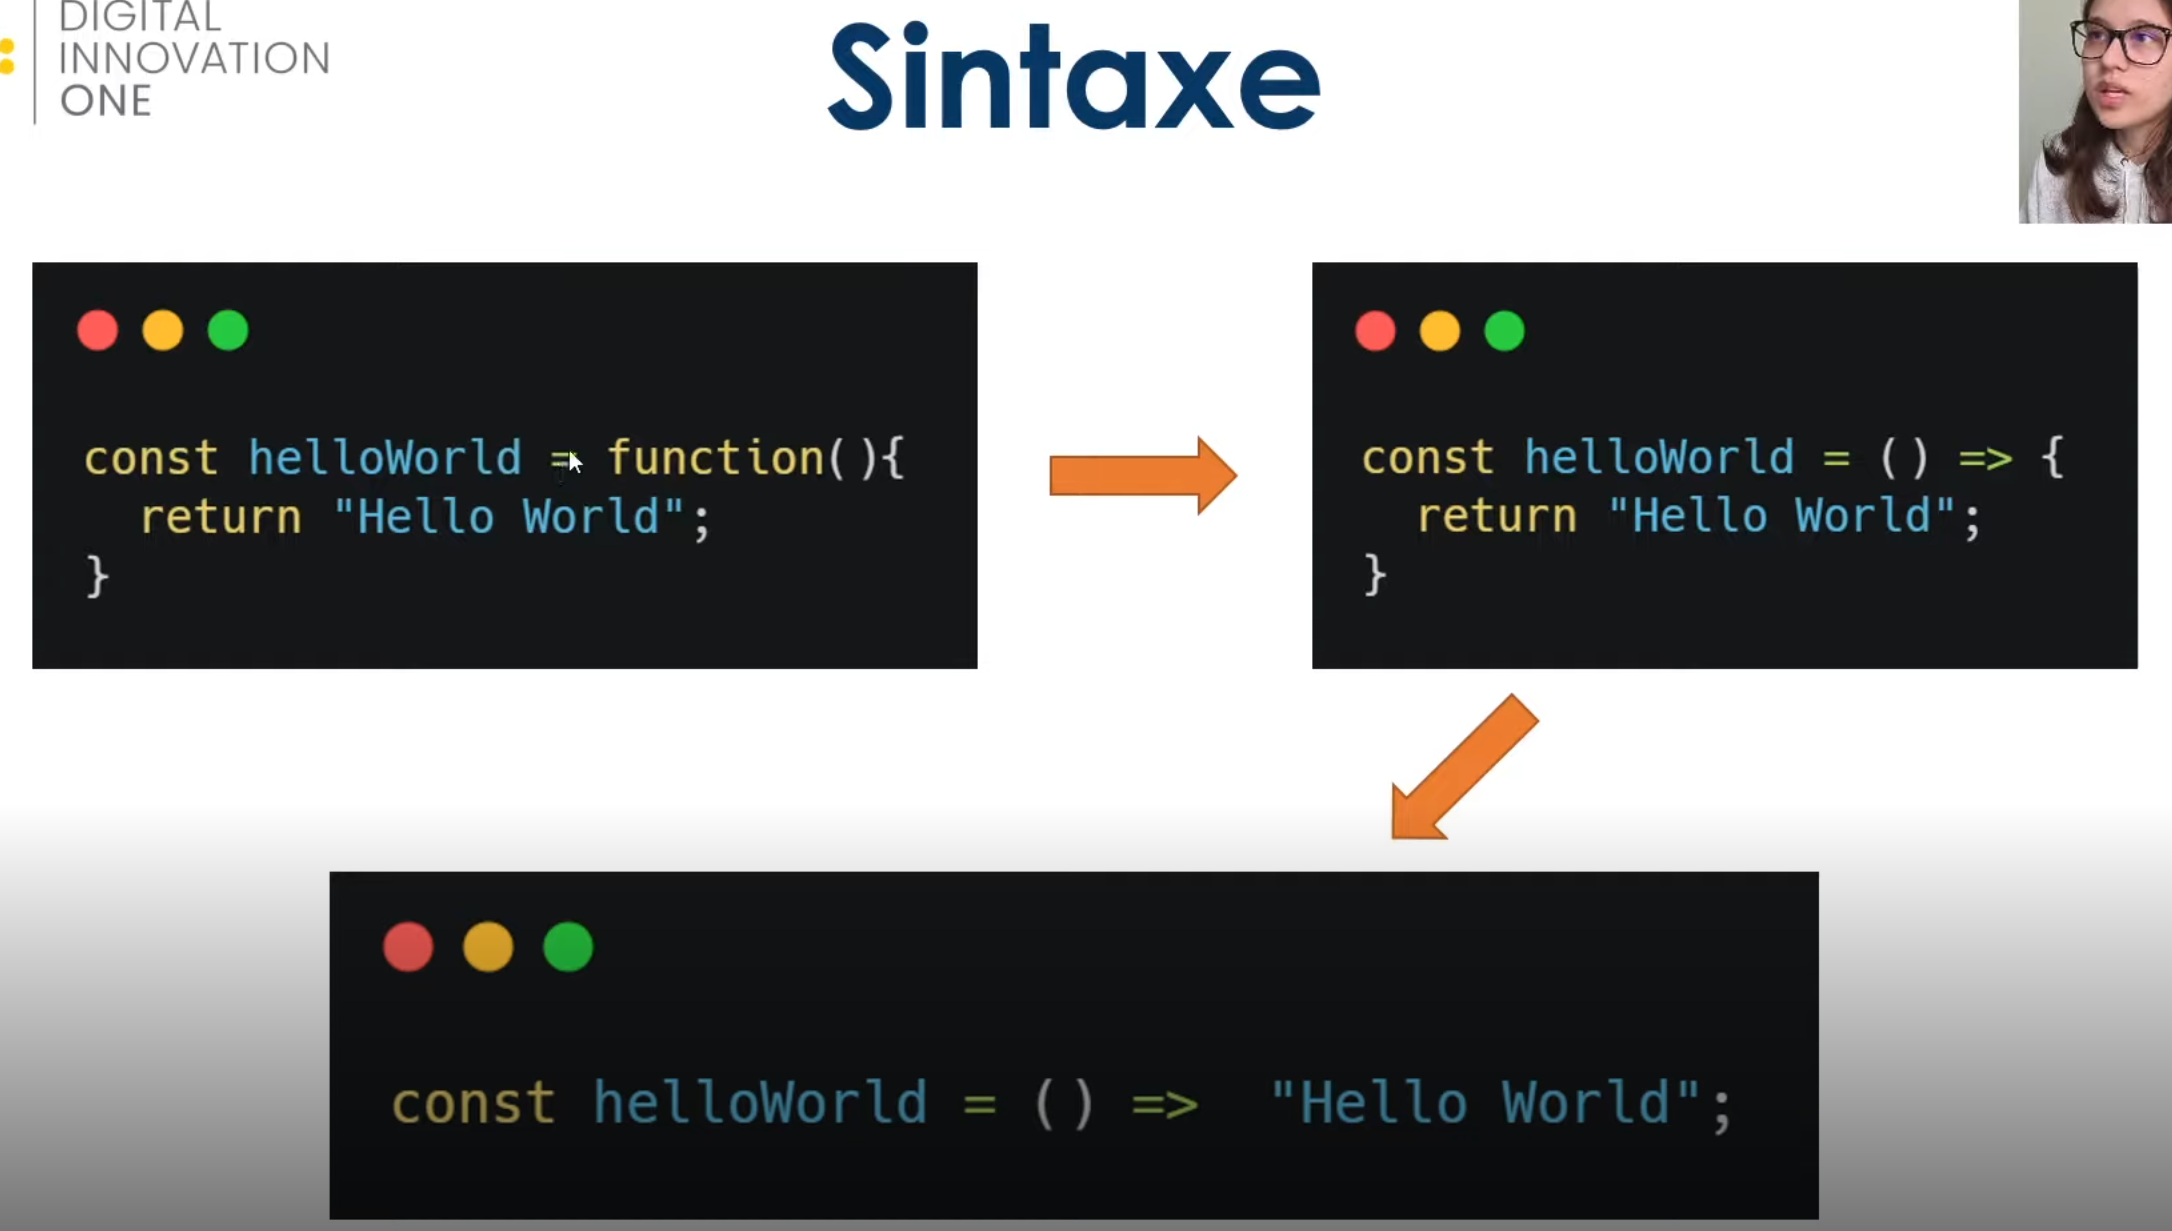 DIGITAL
INNOVATION
ONE
Sintaxe
const helloWorld = function(){
return "Hello World";
}
const helloWorld = () => {
return "Hello World";
}
const helloWorld = () => "Hello World";